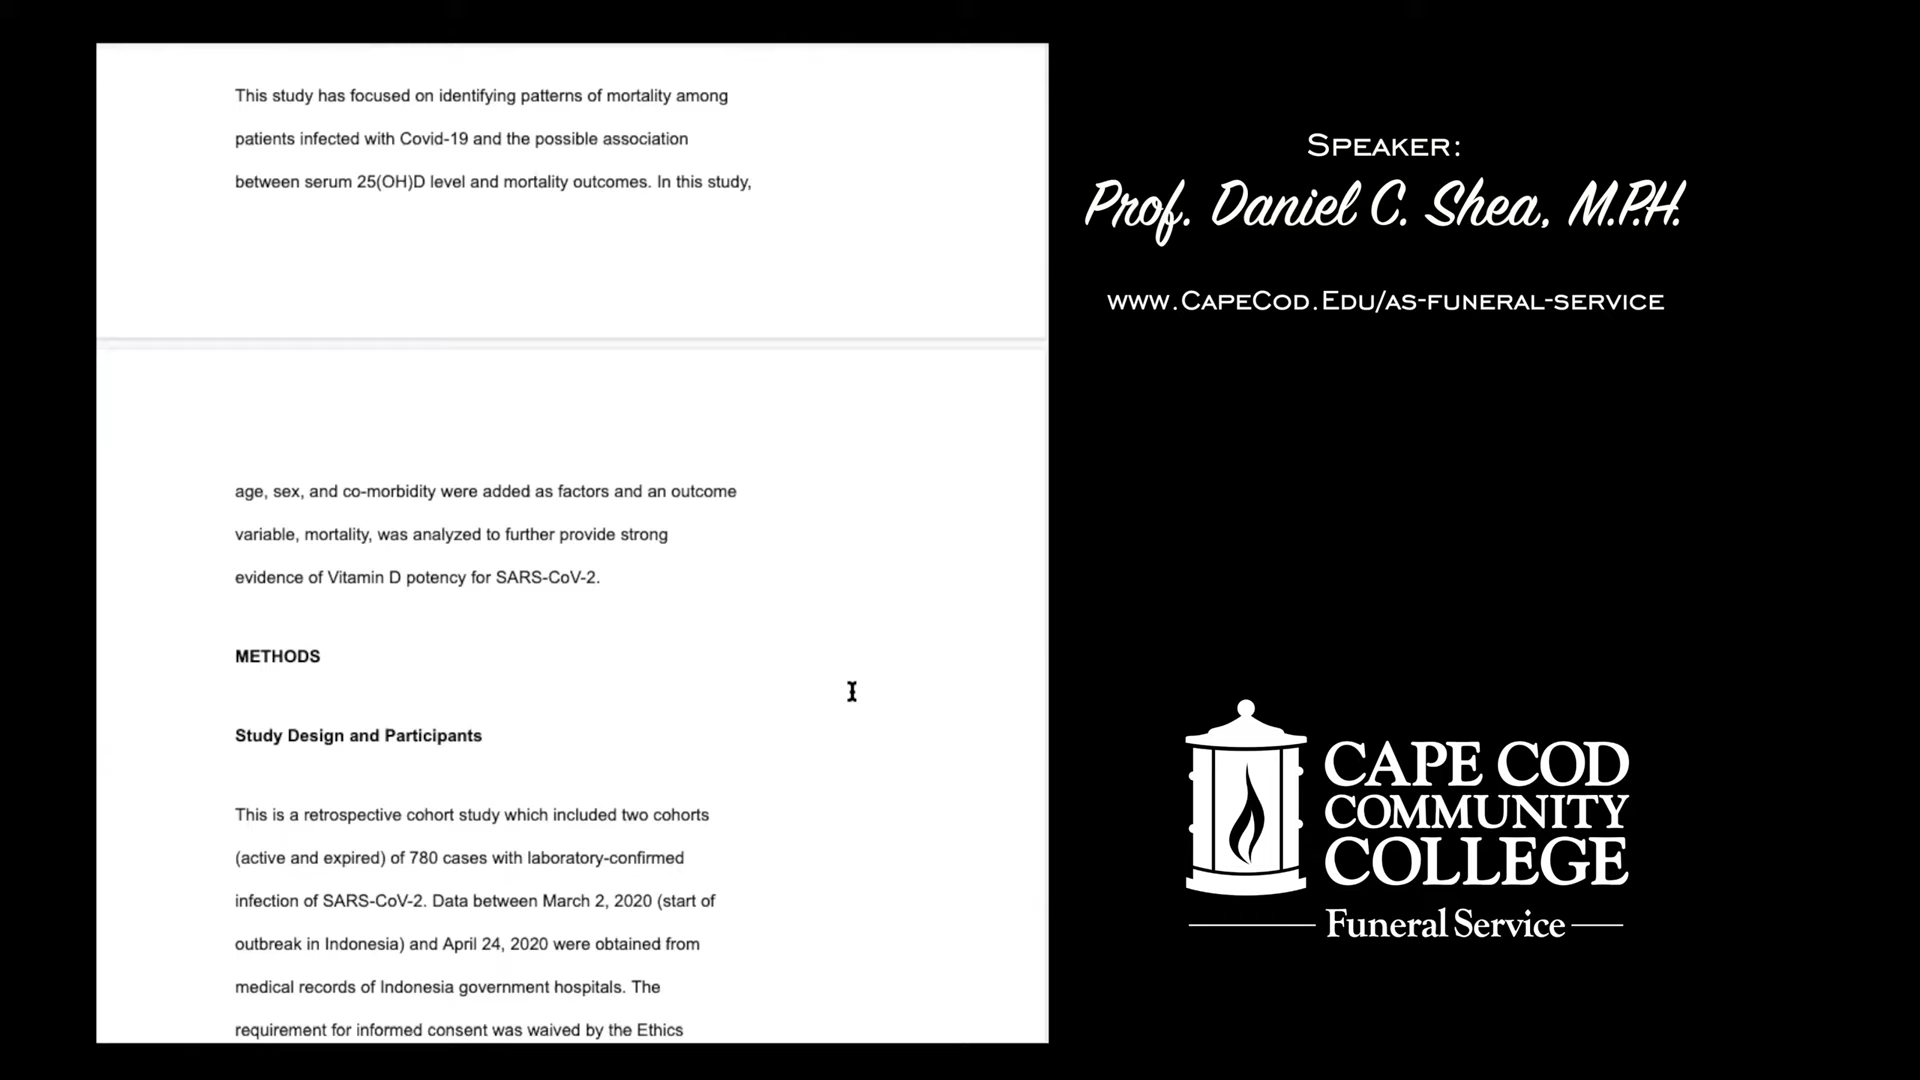 This study has focused on identifying patterns of mortality among
patients infected with Covid-19 and the possible association
between serum 25(OH)D level and mortality outcomes. In this study,
age, sex, and co-morbidity were added as factors and an outcome
variable, mortality, was analyzed to further provide strong
evidence of Vitamin D potency for SARS-CoV-2.
METHODS
Study Design and Participants
This is a retrospective cohort study which included two cohorts
(active and expired) of 780 cases with laboratory-confirmed
infection of SARS-CoV-2. Data between March 2, 2020 (start of
outbreak in Indonesia) and April 24, 2020 were obtained from
medical records of Indonesia government hospitals. The
requirement for informed consent was waived by the Ethics
Speaker:
Prof. Daniel C. Shea, M.P.H.
www.CapeCod.Edu/as-funeral-service
CAPE COD
COMMUNITY
COLLEGE
Funeral Service